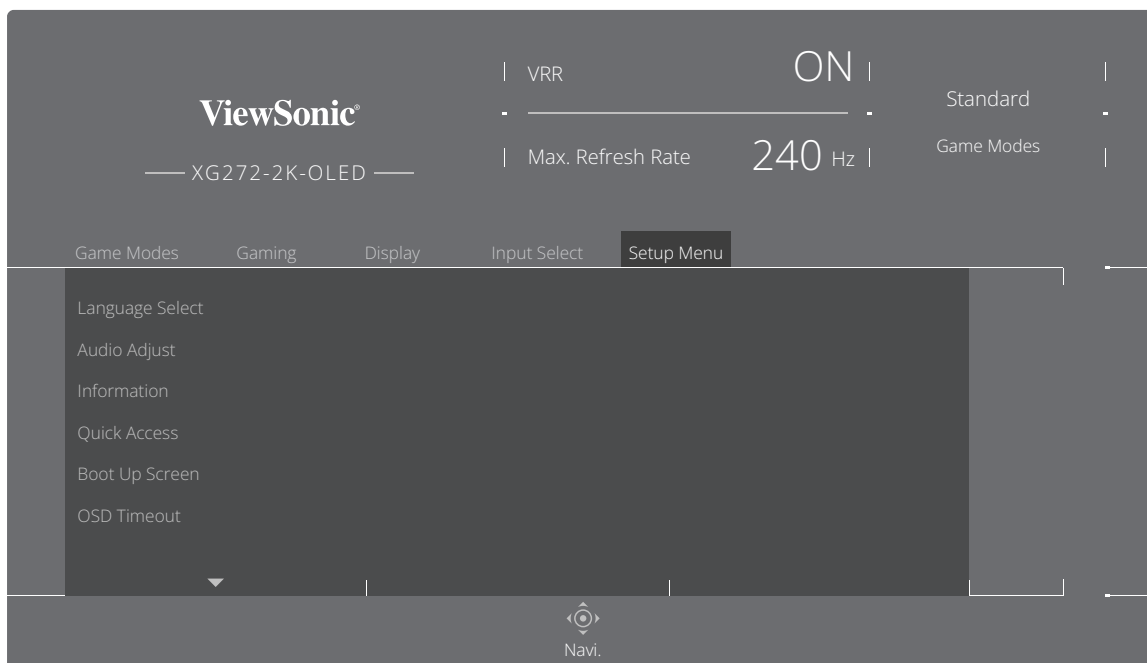 ViewSonic®
XG272-2K-OLED
VRR ON
Max. Refresh Rate 240 Hz
Standard
Game Modes
Game Modes Gaming Display Input Select Setup Menu
Language Select
Audio Adjust
Information
Quick Access
Boot Up Screen
OSD Timeout
Navi.